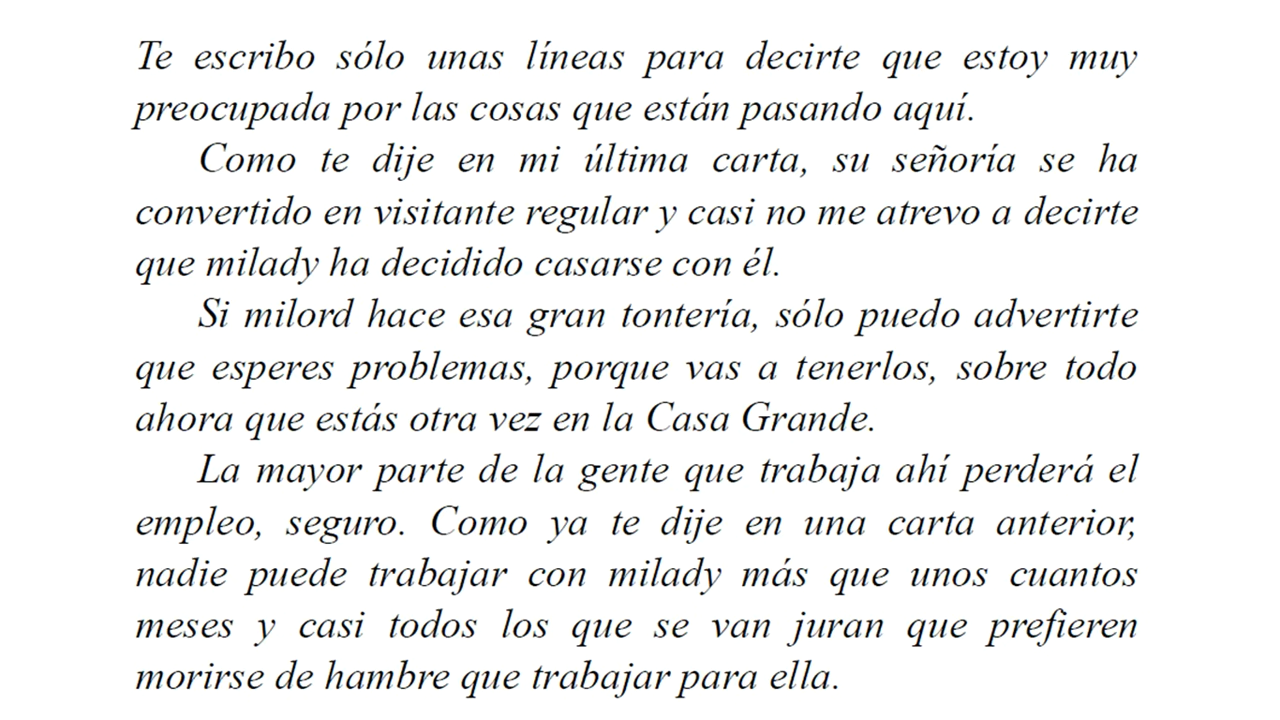 Te escribo sólo unas líneas para decirte que estoy muy
preocupada por las cosas que están pasando aquí.
Como te dije en mi última carta, su señoría se ha
convertido en visitante regular y casi no me atrevo a decirte
que milady ha decidido casarse con él.
Si milord hace esa gran tontería, sólo puedo advertirte
que esperes problemas, porque vas a tenerlos, sobre todo
ahora que estás otra vez en la Casa Grande.
La mayor parte de la gente que trabaja ahí perderá el
empleo, seguro. Como ya te dije en una carta anterior,
nadie puede trabajar con milady más que unos cuantos
meses y casi todos los que se van juran que prefieren
morirse de hambre que trabajar para ella.